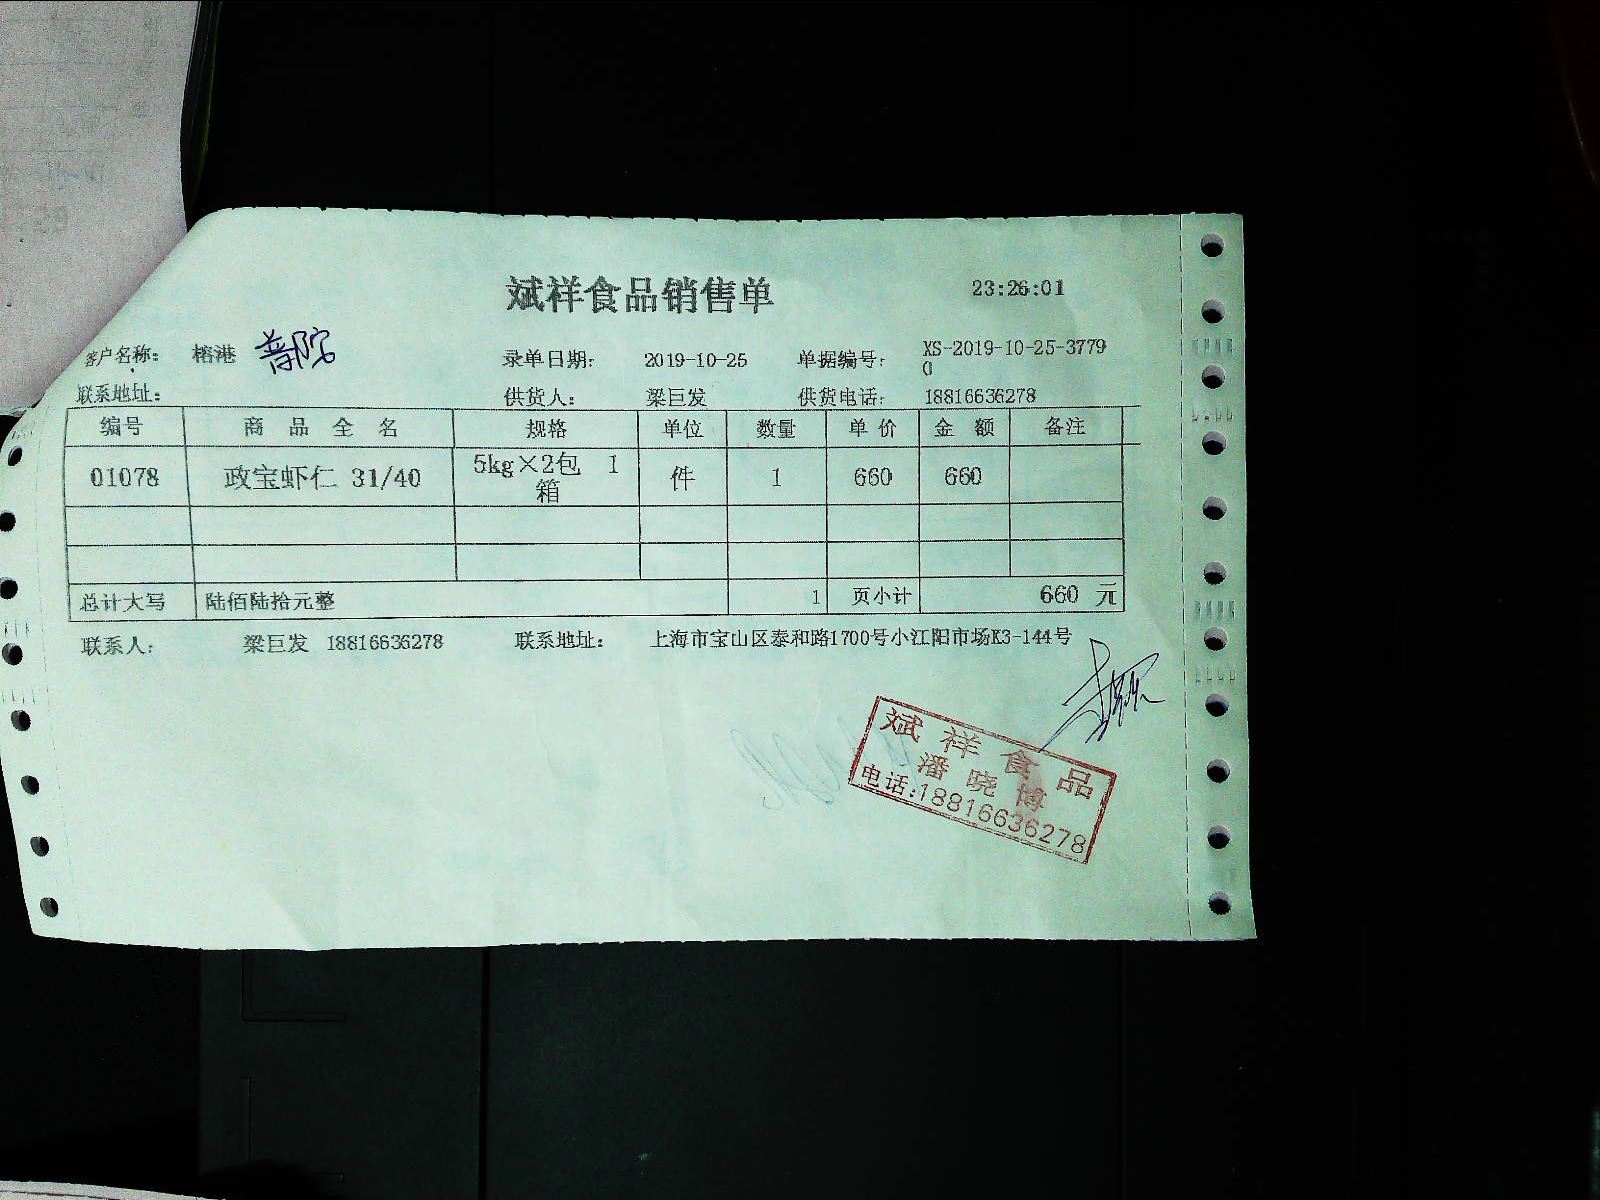 斌祥食品销售单 23:26:01
客户名称: 榕港 普陀 录单日期: 2019-10-25 单据编号: XS-2019-10-25-3779
0
联系地址: 供货人: 梁巨发 供货电话: 18816636278
编号 商品全名 规格 单位 数量 单价 金额 备注
01078 政宝虾仁 31/40 5kg×2包 1 件 1 660 660
箱
总计大写 陆佰陆拾元整 1 页小计 660 元
联系人: 梁巨发 18816636278 联系地址: 上海市宝山区泰和路1700号小江阳市场K3-144号
斌祥食品
潘晓博
电话:18816636278